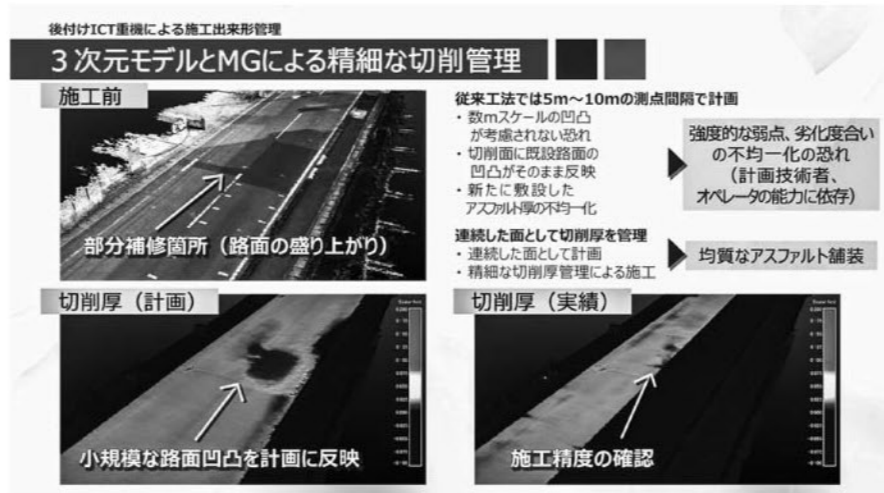 後付けICT重機による施工出来形管理
３次元モデルとMGによる精細な切削管理
施工前
部分補修箇所（路面の盛り上がり）
従来工法では5m～10mの測点間隔で計画
・数mスケールの凹凸
が考慮されない恐れ
・切削面に既設路面の
凹凸がそのまま反映
・新たに敷設した
アスファルト厚の不均一化
強度的な弱点、劣化度合い
の不均一化の恐れ
（計画技術者、
オペレータの能力に依存）
連続した面として切削厚を管理
・連続した面として計画
・精細な切削厚管理による施工
均質なアスファルト舗装
切削厚（計画）
小規模な路面凹凸を計画に反映
切削厚（実績）
施工精度の確認